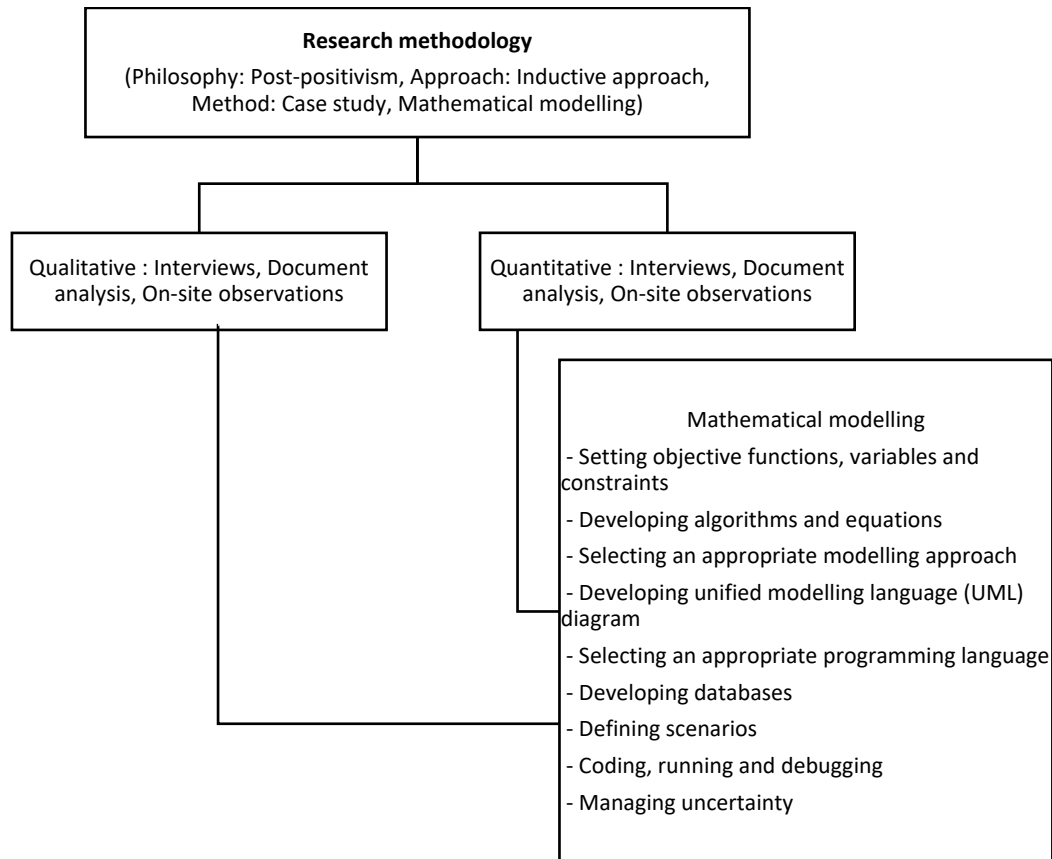 Research methodology
(Philosophy: Post-positivism, Approach: Inductive approach,
Method: Case study, Mathematical modelling)
Qualitative : Interviews, Document
analysis, On-site observations
Quantitative : Interviews, Document
analysis, On-site observations
Mathematical modelling
- Setting objective functions, variables and
constraints
- Developing algorithms and equations
- Selecting an appropriate modelling approach
- Developing unified modelling language (UML)
diagram
- Selecting an appropriate programming language
- Developing databases
- Defining scenarios
- Coding, running and debugging
- Managing uncertainty